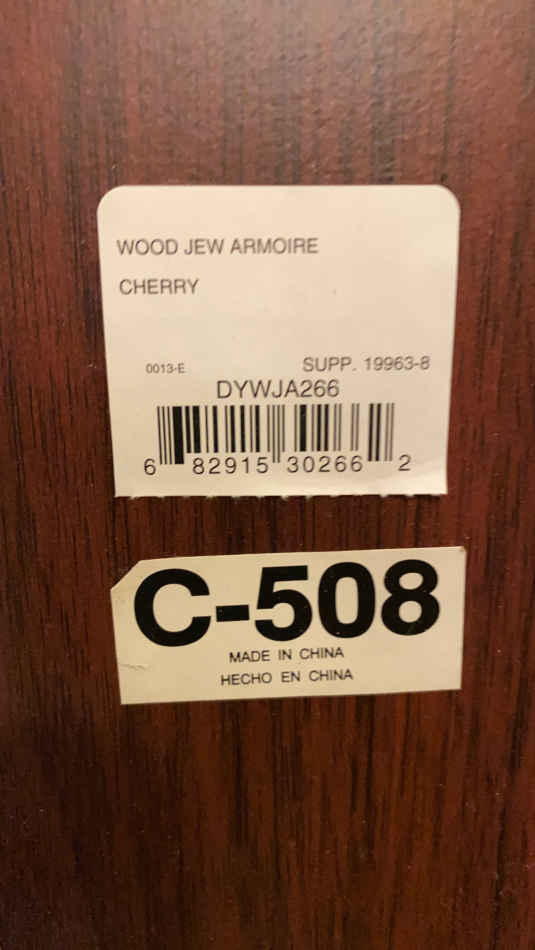 WOOD JEW ARMOIRE
CHERRY
0013-E SUPP. 19963-8
DYWJA266
6 82915 30266 2
C-508
MADE IN CHINA
HECHO EN CHINA